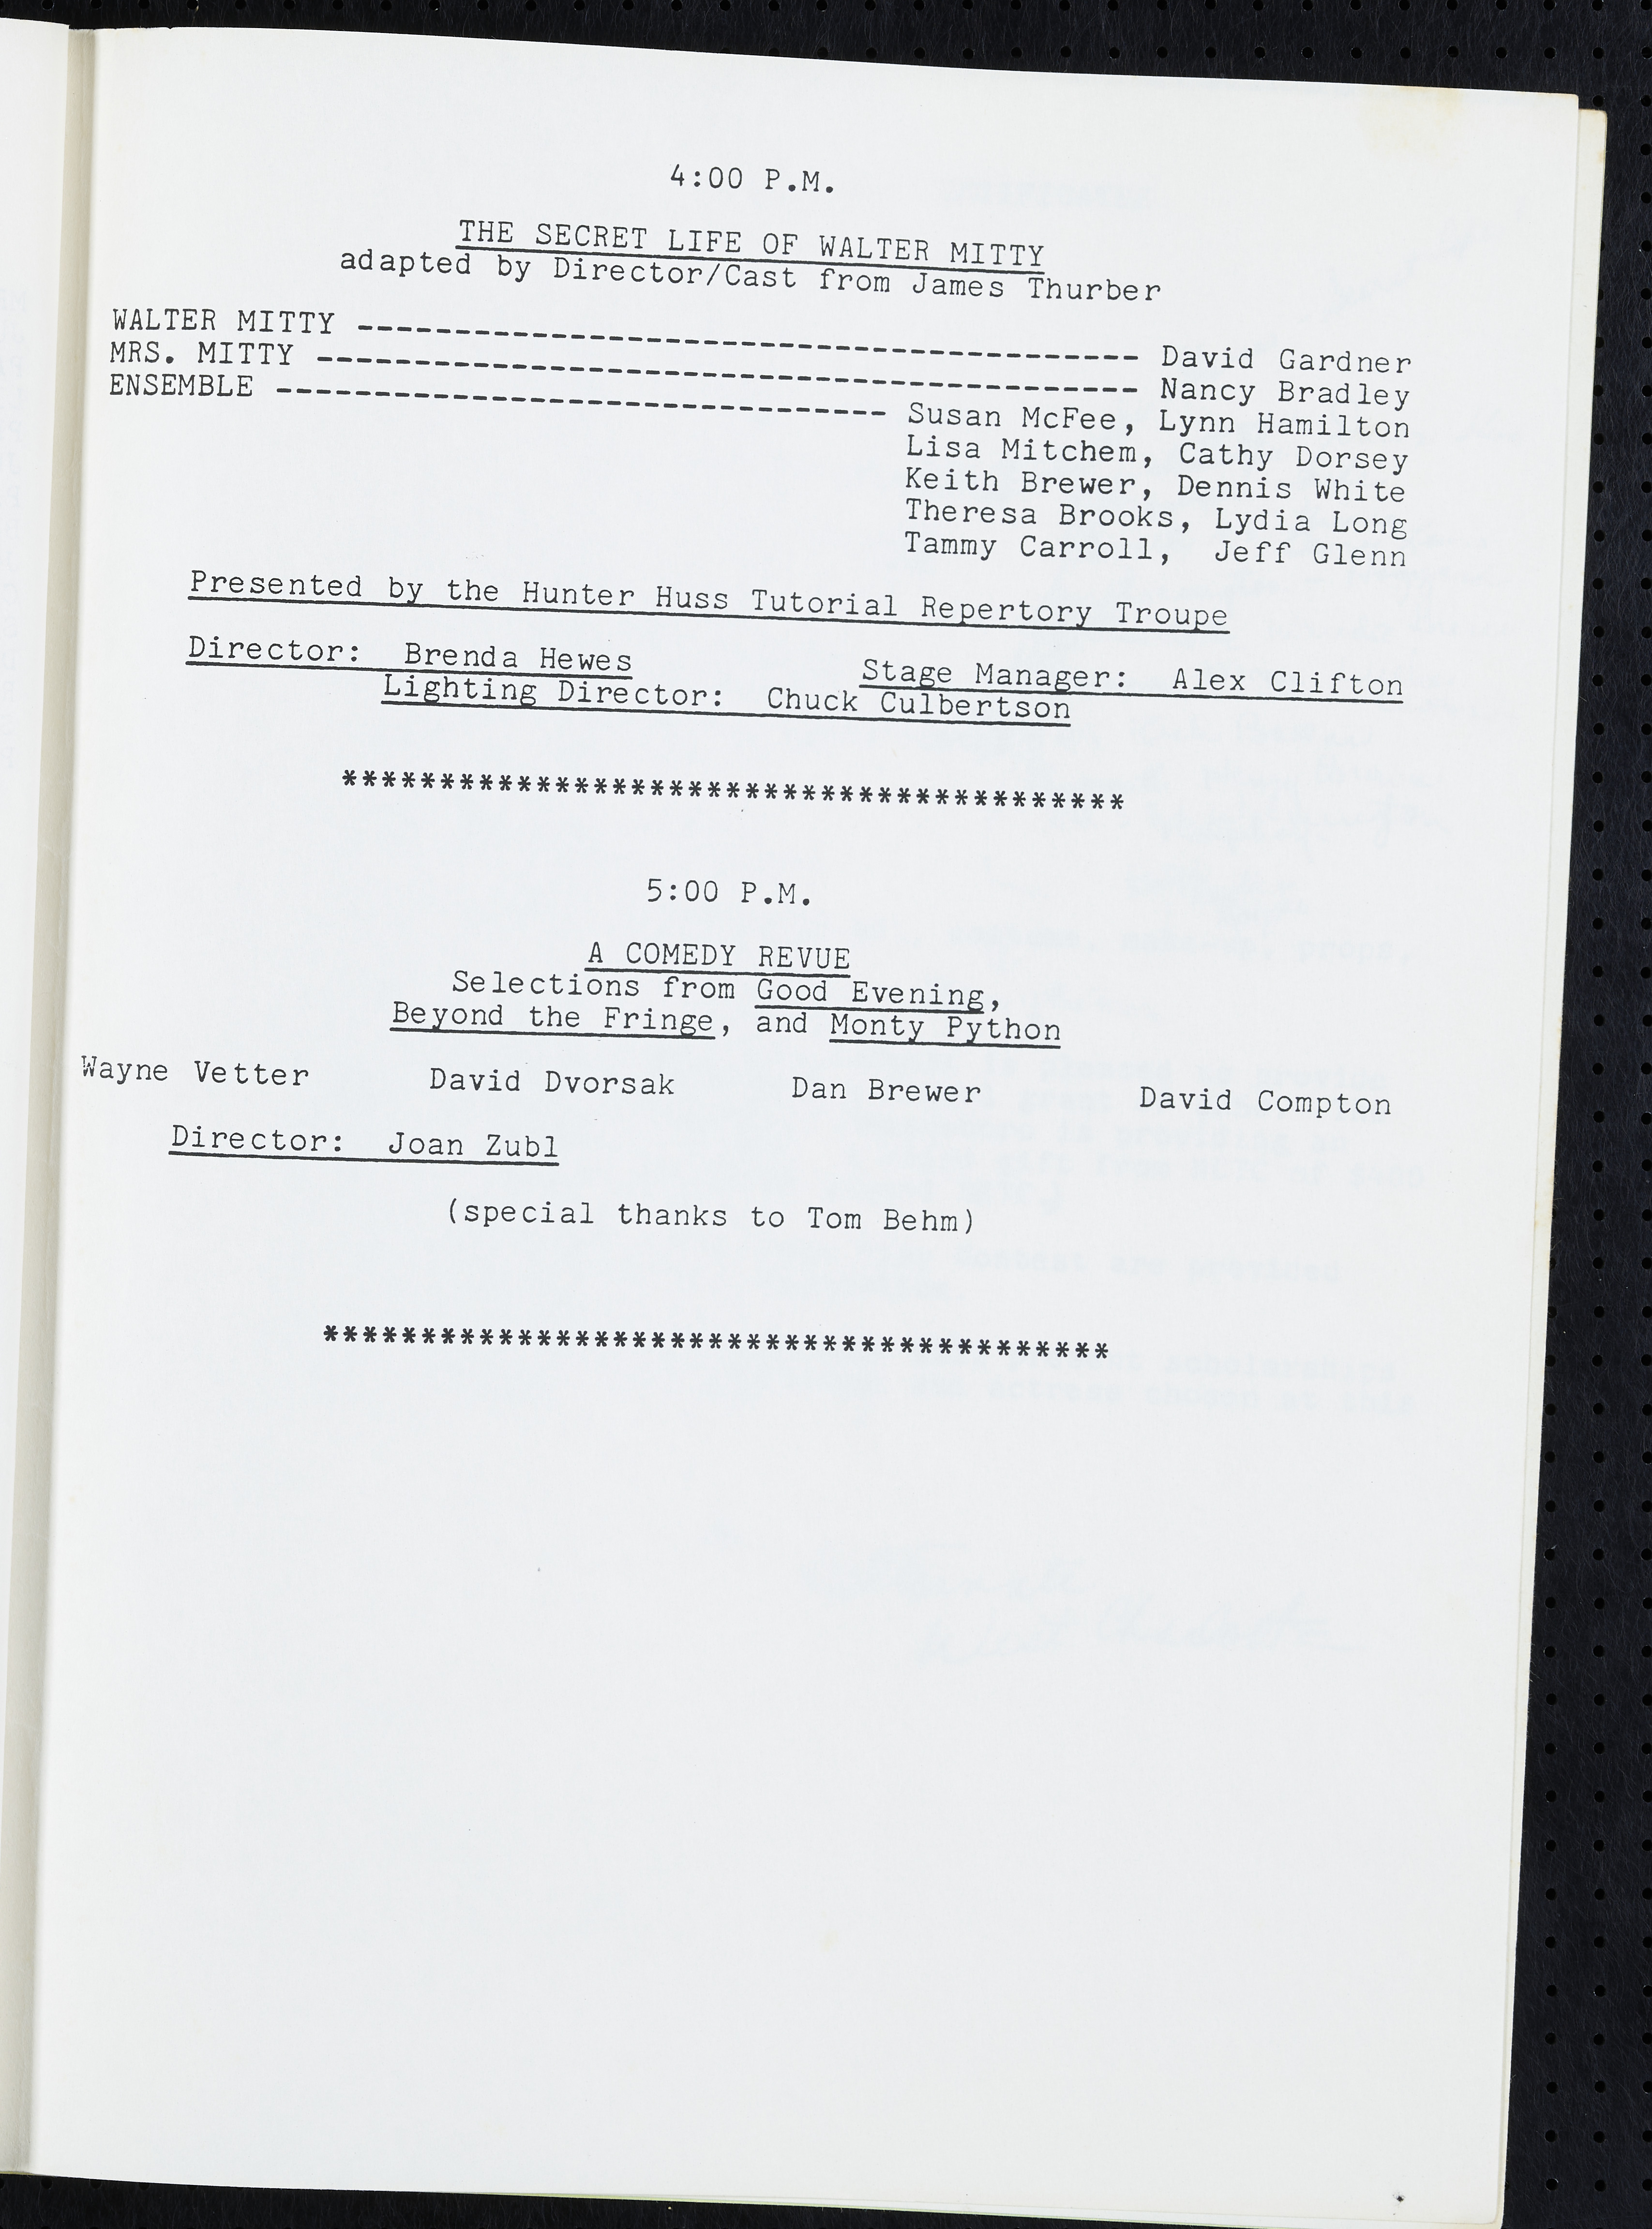 4:00 P.M.
THE SECRET LIFE OF WALTER MITTY
adapted by Director/Cast from James Thurber
WALTER MITTY ---------------------------------------- David Gardner
MRS. MITTY ------------------------------------------ Nancy Bradley
ENSEMBLE -------------------------------- Susan McFee, Lynn Hamilton
Lisa Mitchem, Cathy Dorsey
Keith Brewer, Dennis White
Theresa Brooks, Lydia Long
Tammy Carroll, Jeff Glenn
Presented by the Hunter Huss Tutorial Repertory Troupe
Director: Brenda Hewes Stage Manager: Alex Clifton
Lighting Director: Chuck Culbertson
*****************************************
5:00 P.M.
A COMEDY REVUE
Selections from Good Evening,
Beyond the Fringe, and Monty Python
Wayne Vetter David Dvorsak Dan Brewer David Compton
Director: Joan Zubl
(special thanks to Tom Behm)
*****************************************